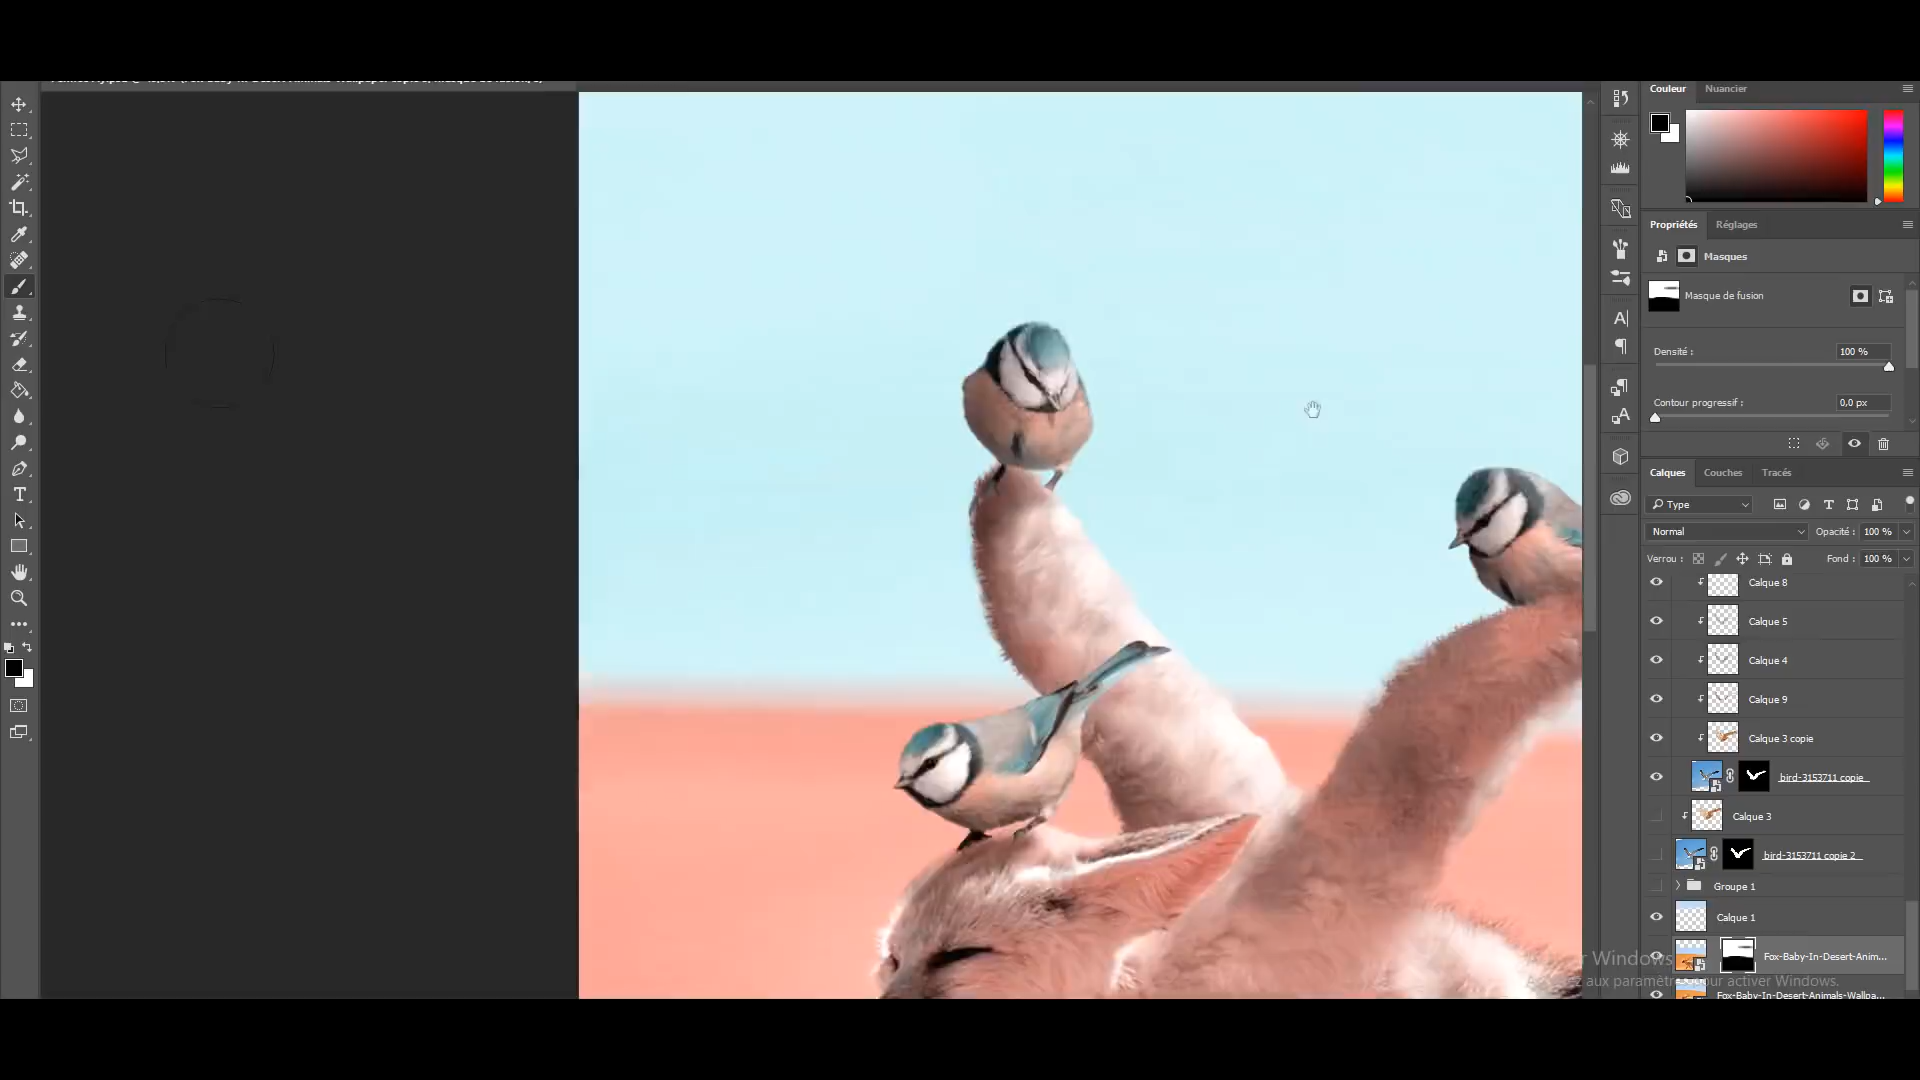 Couleur
Nuancier
Propriétés
Réglages
Masques
Masque de fusion
Densité :
100 %
Contour progressif :
0,0 px
Calques
Couches
Tracés
Type
Normal
Opacité :
100 %
Verrou :
Fond :
100 %
Calque 8
Calque 5
Calque 4
Calque 9
Calque 3 copie
bird-3153711 copie
Calque 3
bird-3153711 copie 2
Groupe 1
Calque 1
Fox-Baby-In-Desert-Anim...
Fox-Baby-In-Desert-Animals-Wallpa...